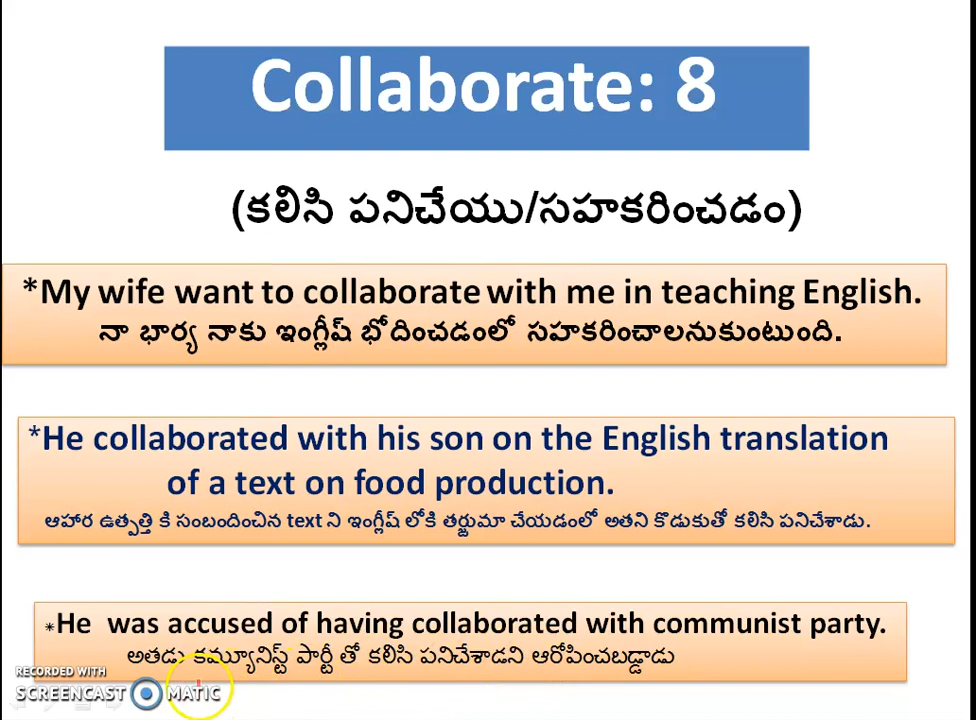 Collaborate: 8
(కలిసి పనిచేయు/సహకరించడం)
*My wife want to collaborate with me in teaching English.
నా భార్య నాకు ఇంగ్లీష్ భోదించడంలో సహకరించాలనుకుంటుంది.
*He collaborated with his son on the English translation
of a text on food production.
ఆహార ఉత్పత్తి కి సంబందించిన text ని ఇంగ్లీష్ లోకి తర్జుమా చేయడంలో అతని కొడుకుతో కలిసి పనిచేశాడు.
*He was accused of having collaborated with communist party.
అతడు కమ్యూనిస్ట్ పార్టీ తో కలిసి పనిచేశాడని ఆరోపించబడ్డాడు
RECORDED WITH
SCREENCAST MATIC